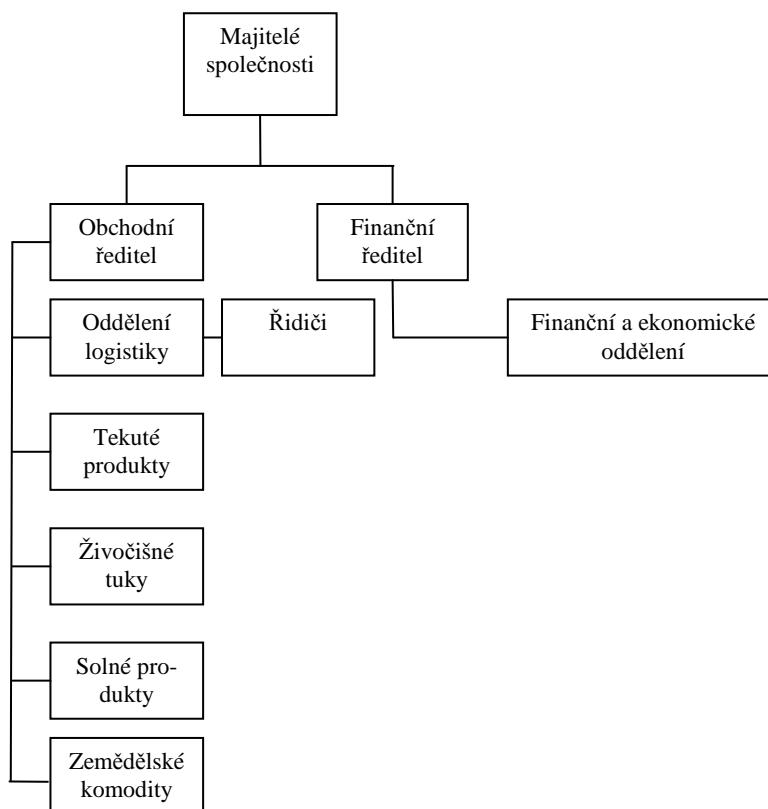 Majitelé
společnosti
Obchodní
ředitel
Finanční
ředitel
Oddělení
logistiky
Řidiči
Finanční a ekonomické
oddělení
Tekuté
produkty
Živočišné
tuky
Solné pro-
dukty
Zemědělské
komodity